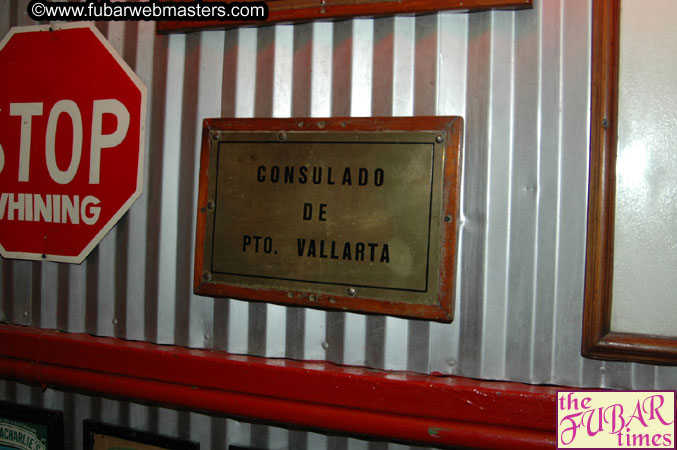 © www.fubarwebmasters.com
STOP
WHINING
CONSULADO
DE
PTO. VALLARTA
the
FUBAR
times